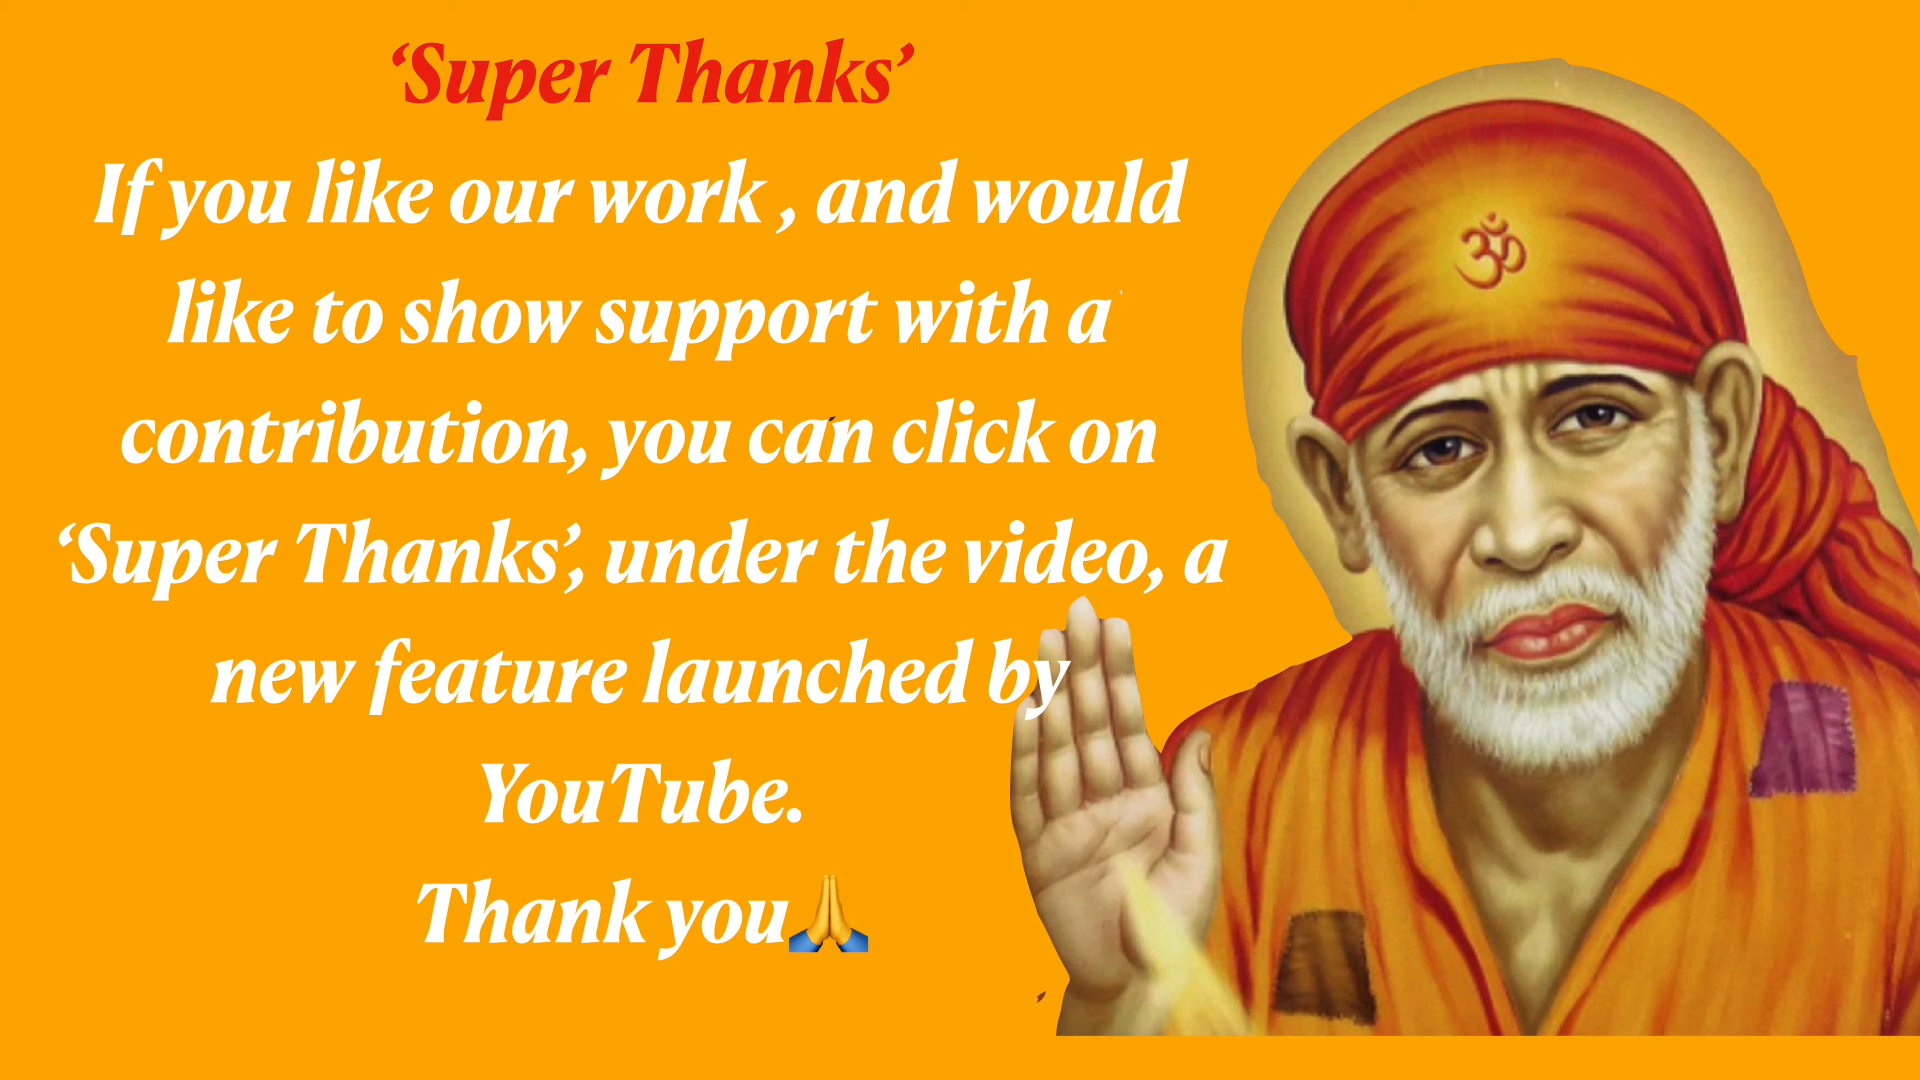 ‘Super Thanks’
If you like our work , and would
like to show support with a
contribution, you can click on
‘Super Thanks’, under the video, a
new feature launched by
YouTube.
Thank you🙏
ॐ